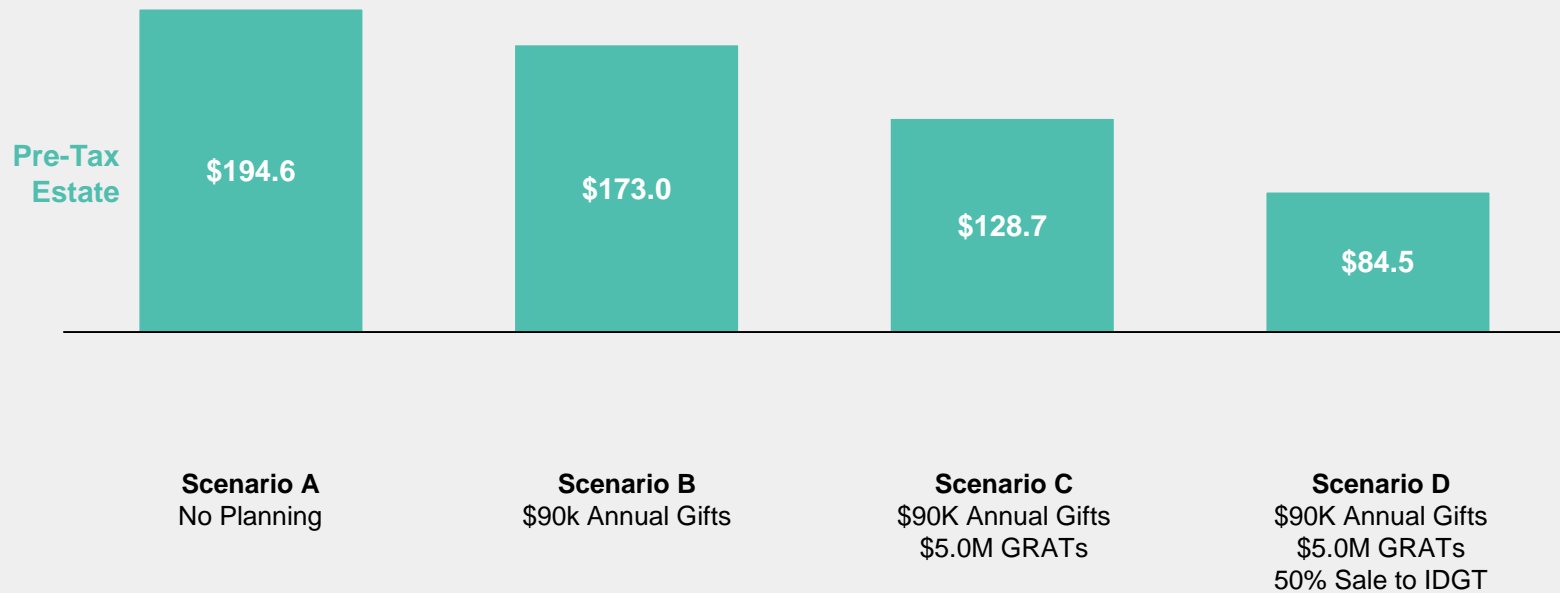 Pre-Tax
Estate
$194.6
$173.0
$128.7
$84.5
Scenario A
No Planning
Scenario B
$90k Annual Gifts
Scenario C
$90K Annual Gifts
$5.0M GRATs
Scenario D
$90K Annual Gifts
$5.0M GRATs
50% Sale to IDGT